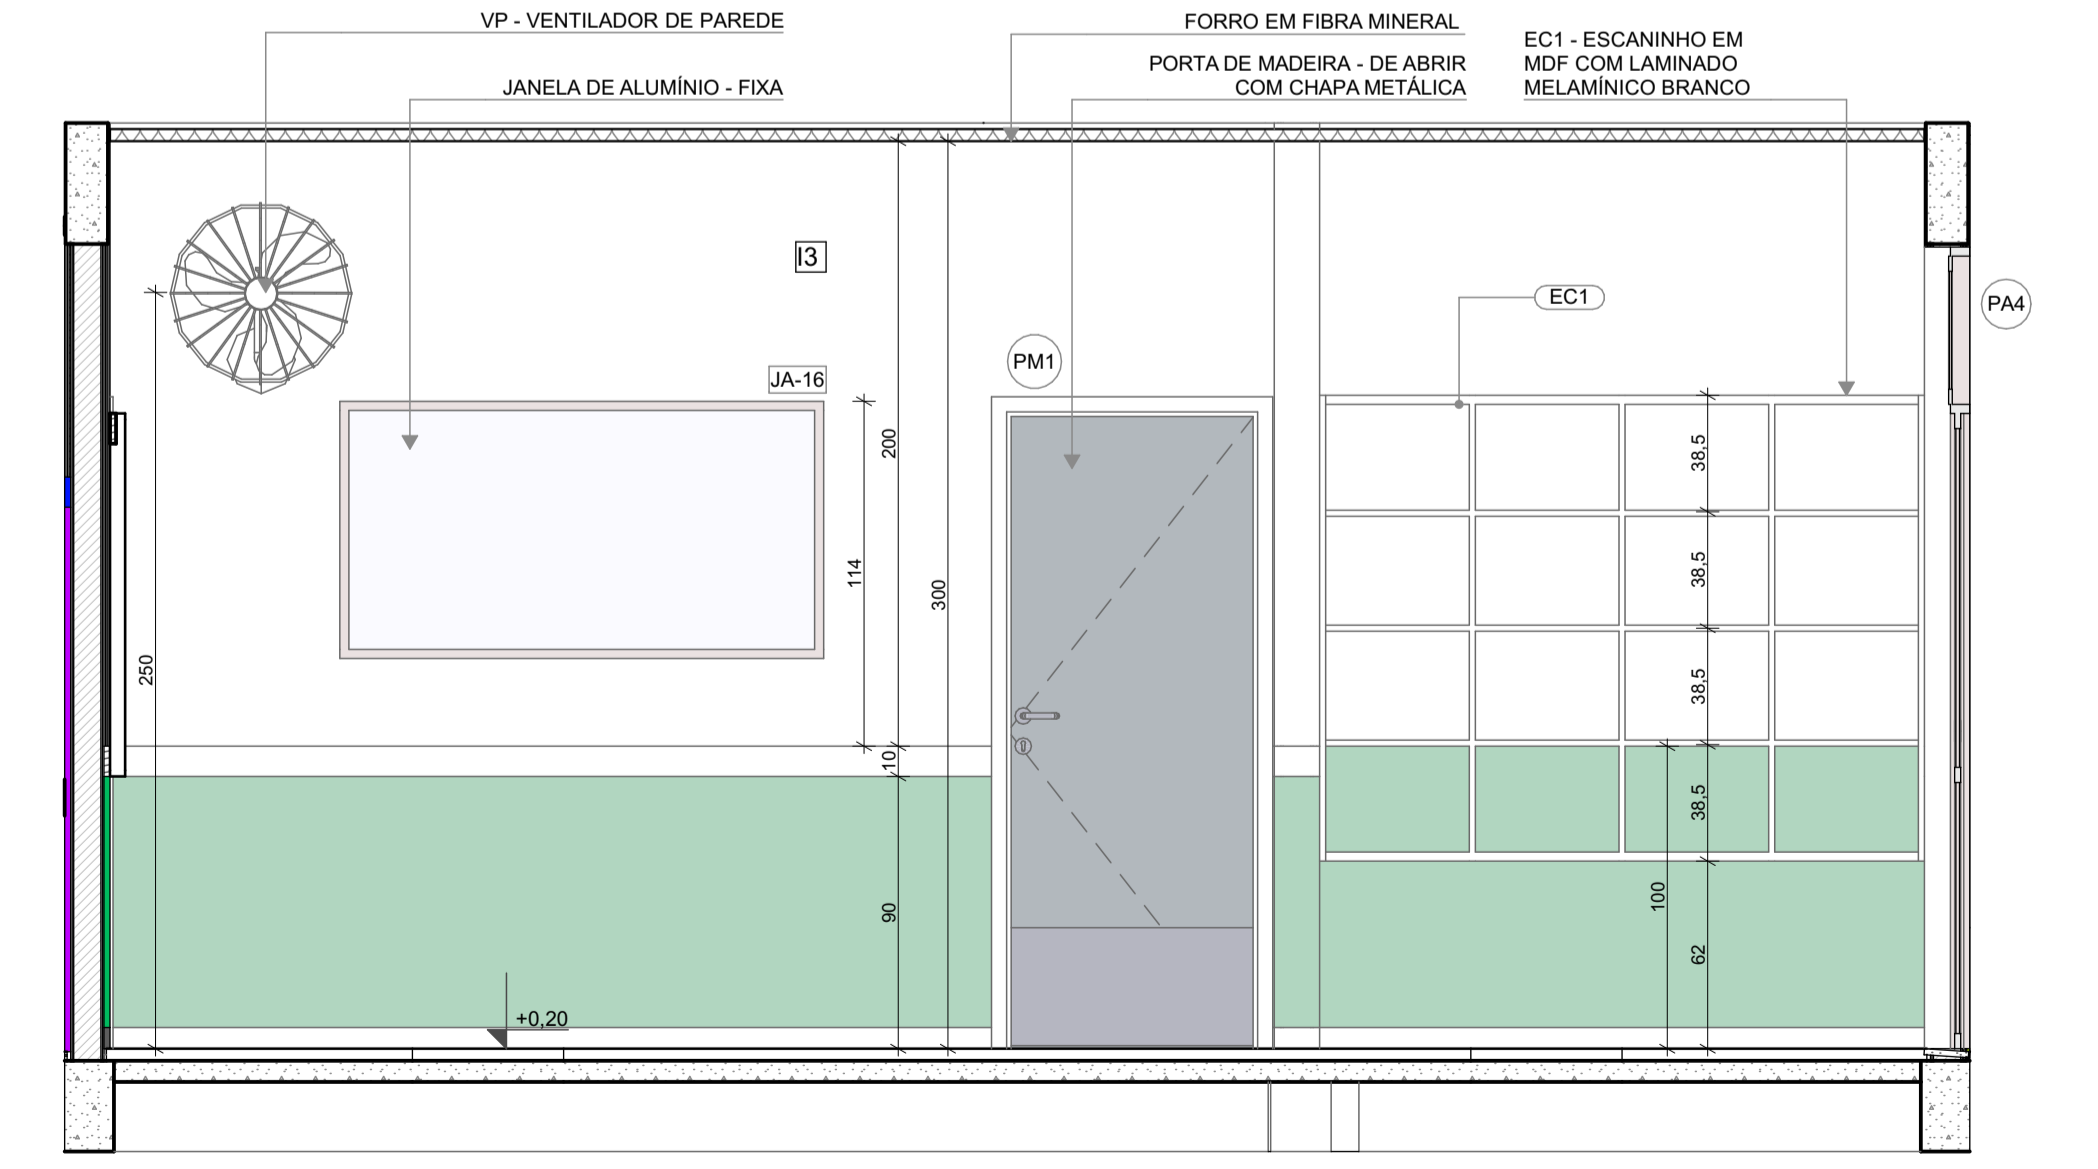 VP - VENTILADOR DE PAREDE
JANELA DE ALUMÍNIO - FIXA
FORRO EM FIBRA MINERAL
PORTA DE MADEIRA - DE ABRIR
COM CHAPA METÁLICA
EC1 - ESCANINHO EM
MDF COM LAMINADO
MELAMÍNICO BRANCO
I3
EC1
PA4
PM1
JA-16
200
38,5
114
300
38,5
250
38,5
10
38,5
90
100
62
+0,20